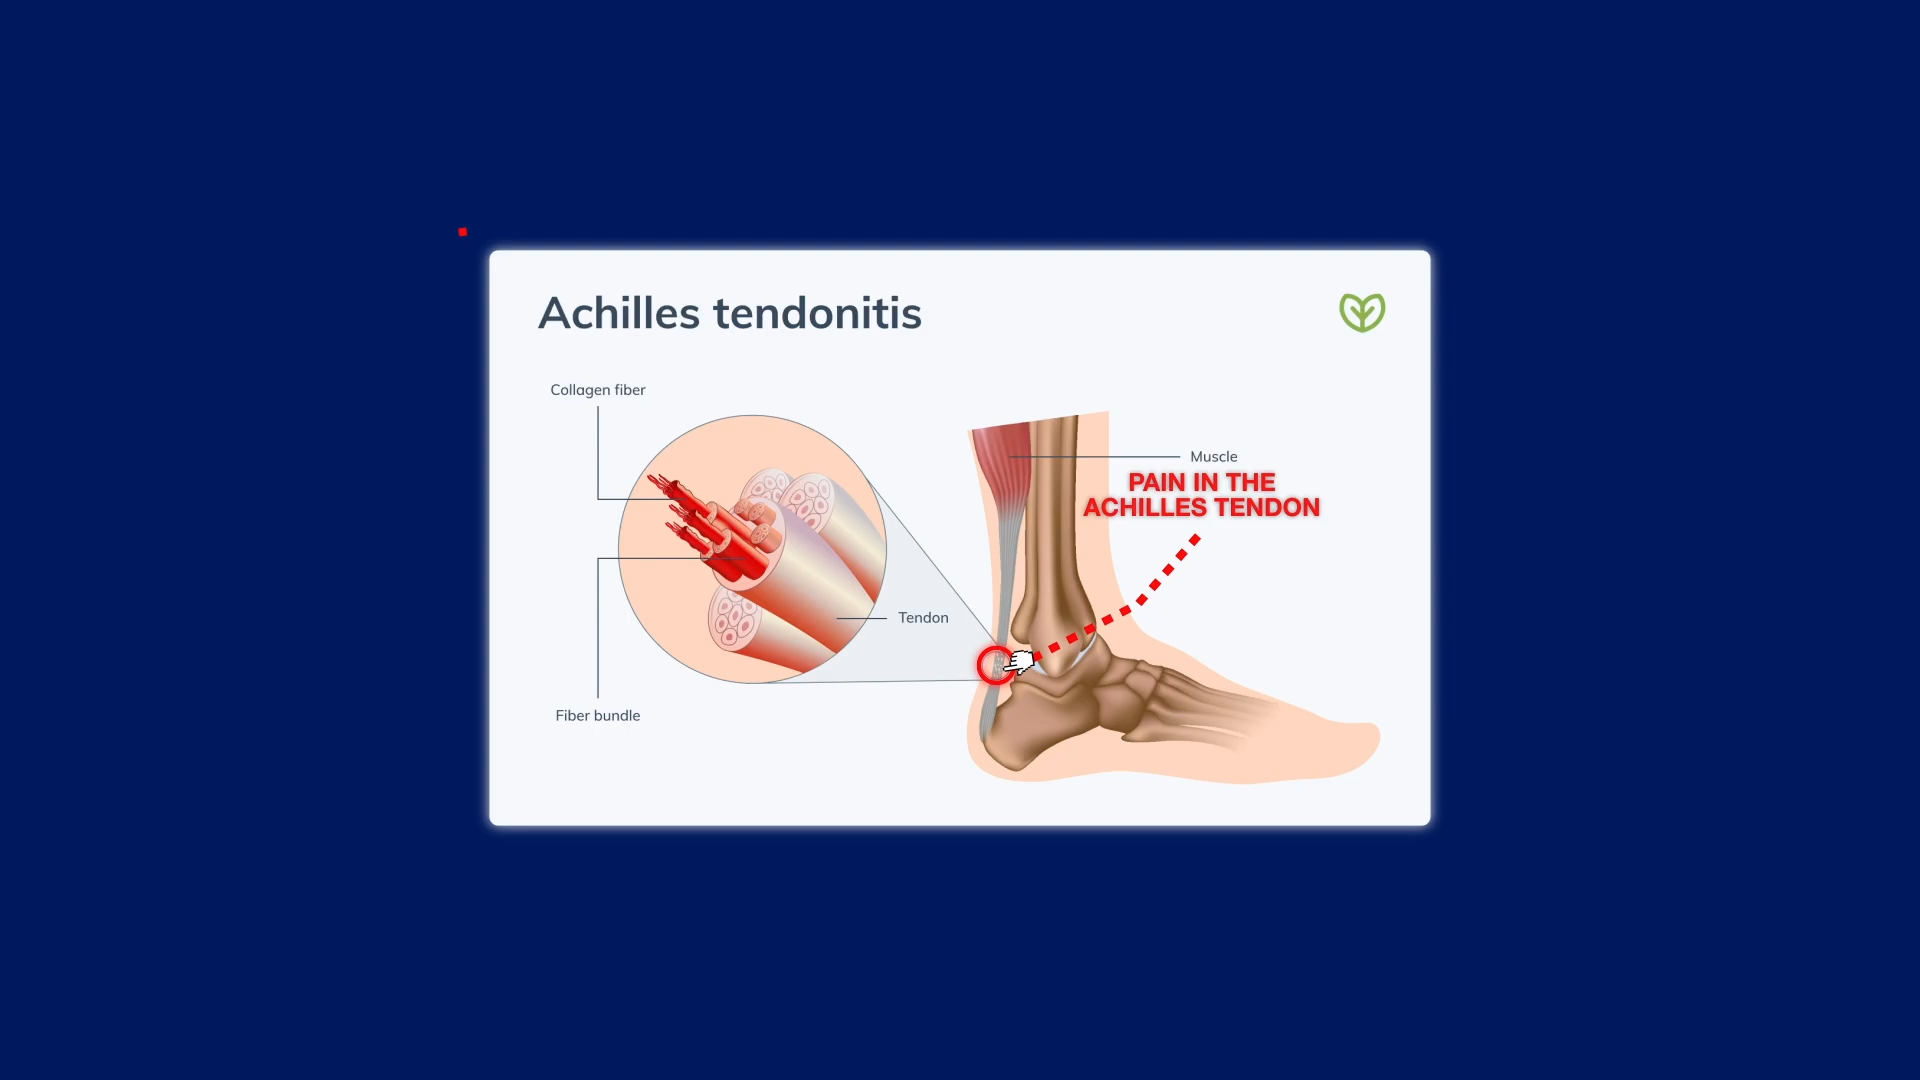 Achilles tendonitis
Collagen fiber
Muscle
PAIN IN THE
ACHILLES TENDON
Tendon
Fiber bundle